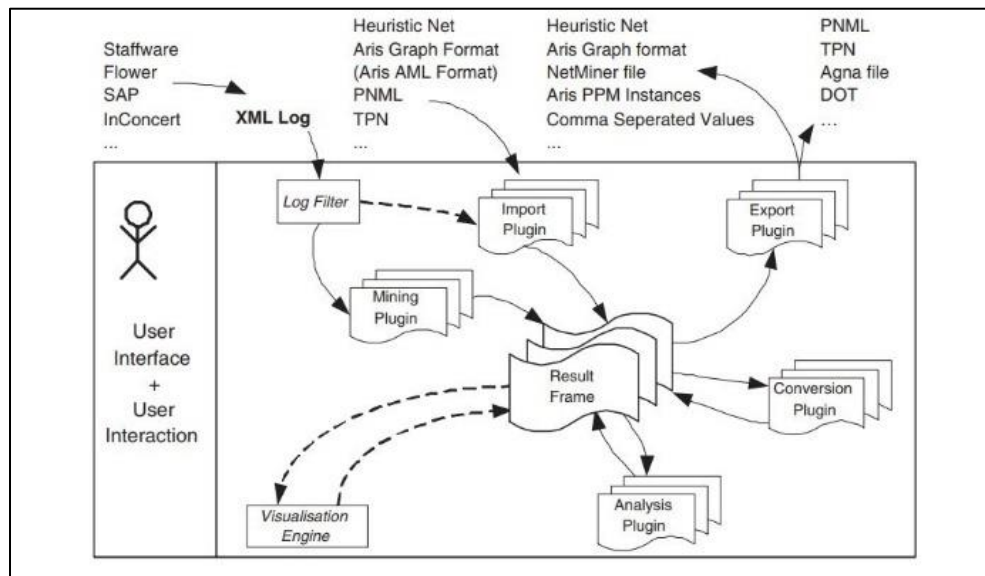 Staffware
Flower
SAP
InConcert
...
XML Log
Heuristic Net
Aris Graph Format
(Aris AML Format)
PNML
TPN
...
Heuristic Net
Aris Graph format
NetMiner file
Aris PPM Instances
Comma Seperated Values
...
PNML
TPN
Agna file
DOT
...
Log Filter
Import
Plugin
Export
Plugin
Mining
Plugin
User
Interface
+
User
Interaction
Result
Frame
Conversion
Plugin
Visualisation
Engine
Analysis
Plugin